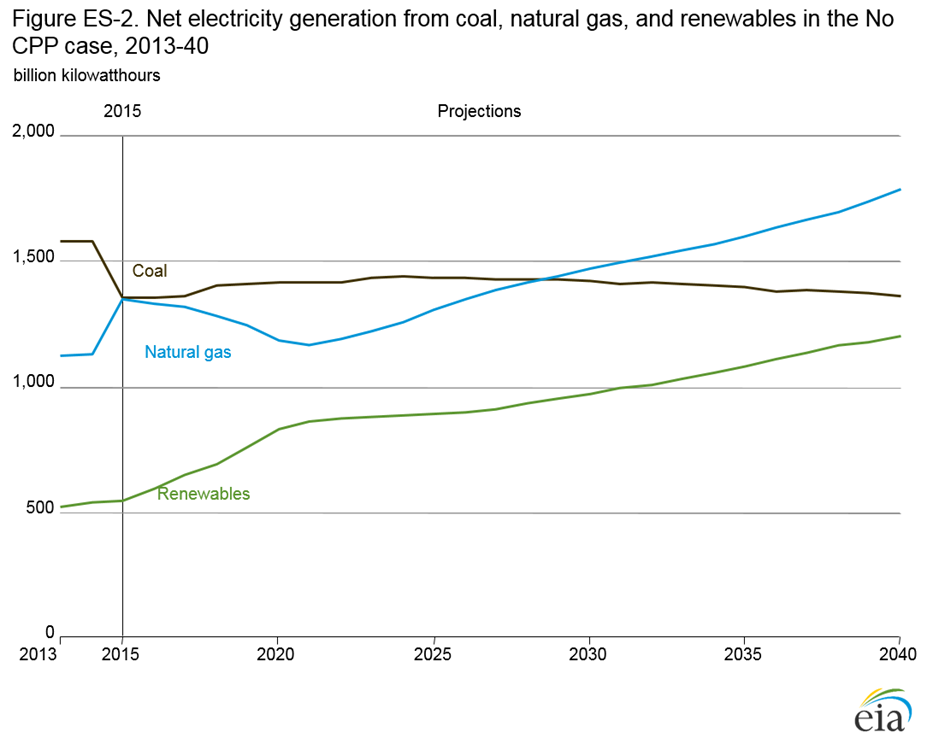 Figure ES-2. Net electricity generation from coal, natural gas, and renewables in the No
CPP case, 2013-40
billion kilowatthours
2015 Projections
2,000
1,500
Coal
Natural gas
1,000
Renewables
500
0
2013 2015 2020 2025 2030 2035 2040
eia